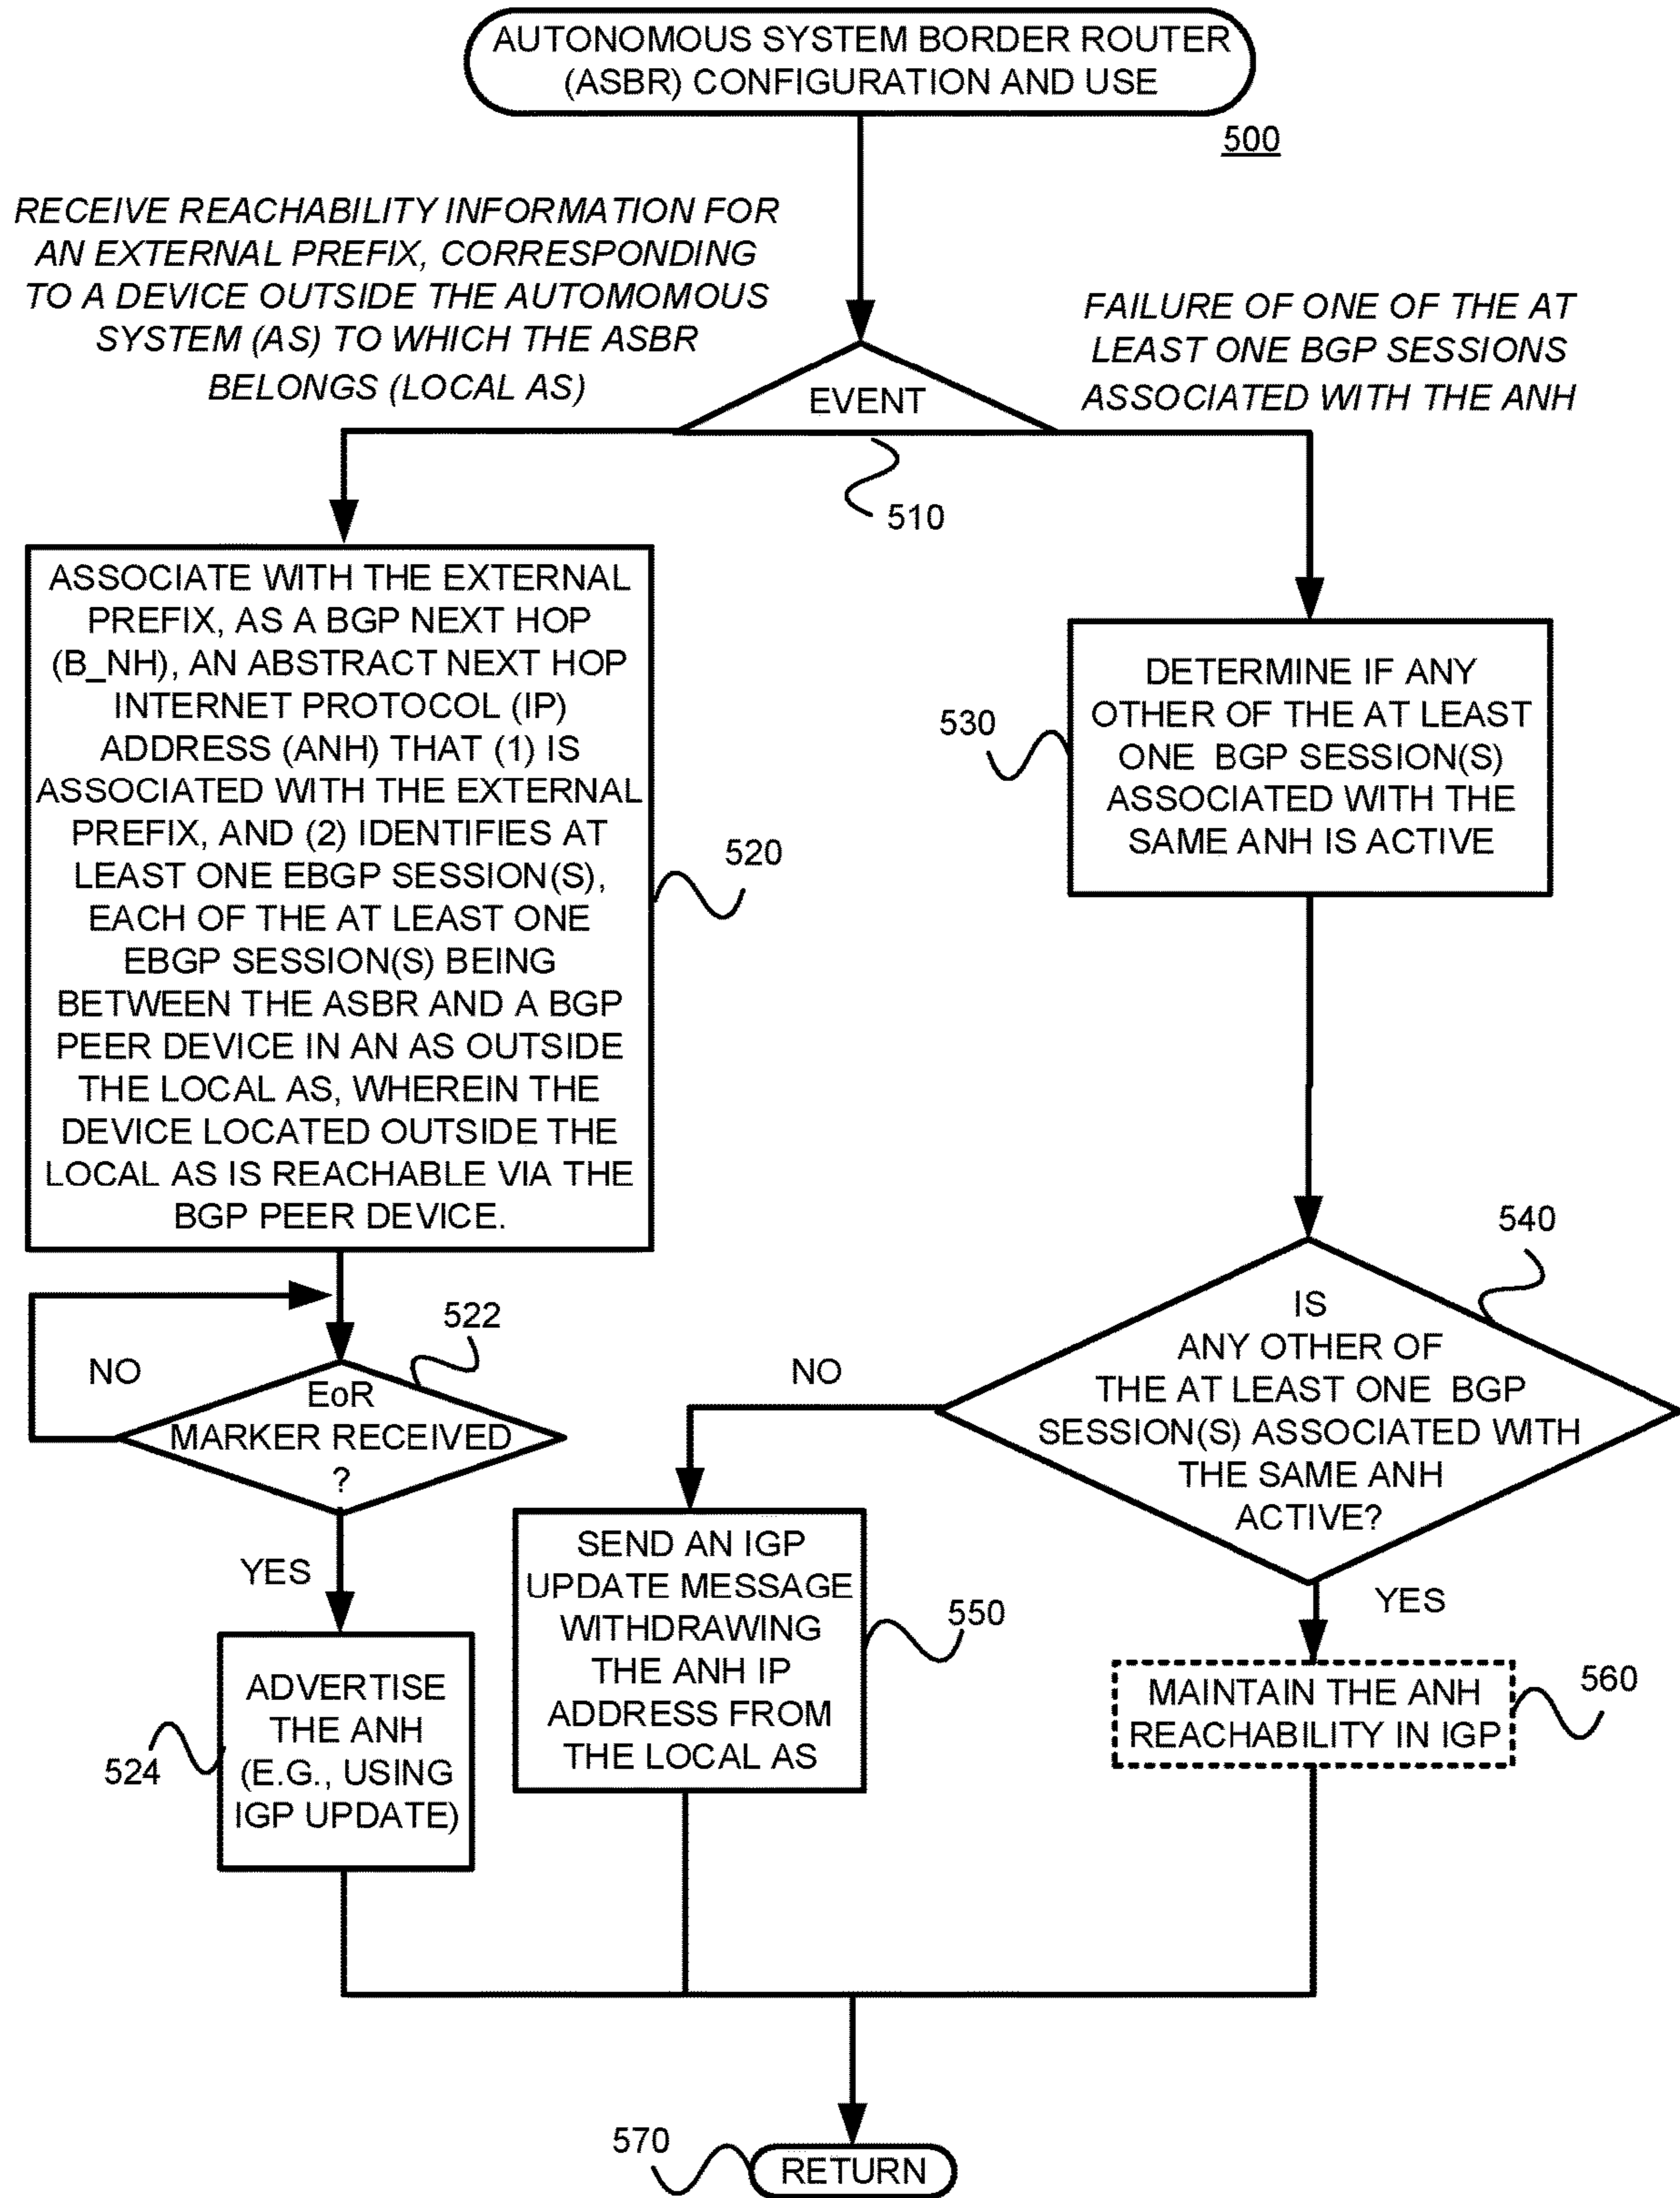 AUTONOMOUS SYSTEM BORDER ROUTER
(ASBR) CONFIGURATION AND USE
500
RECEIVE REACHABILITY INFORMATION FOR
AN EXTERNAL PREFIX, CORRESPONDING
TO A DEVICE OUTSIDE THE AUTOMOMOUS
SYSTEM (AS) TO WHICH THE ASBR
BELONGS (LOCAL AS)
FAILURE OF ONE OF THE AT
LEAST ONE BGP SESSIONS
ASSOCIATED WITH THE ANH
EVENT
510
ASSOCIATE WITH THE EXTERNAL
PREFIX, AS A BGP NEXT HOP
(B_NH), AN ABSTRACT NEXT HOP
INTERNET PROTOCOL (IP)
ADDRESS (ANH) THAT (1) IS
ASSOCIATED WITH THE EXTERNAL
PREFIX, AND (2) IDENTIFIES AT
LEAST ONE EBGP SESSION(S),
EACH OF THE AT LEAST ONE
EBGP SESSION(S) BEING
BETWEEN THE ASBR AND A BGP
PEER DEVICE IN AN AS OUTSIDE
THE LOCAL AS, WHEREIN THE
DEVICE LOCATED OUTSIDE THE
LOCAL AS IS REACHABLE VIA THE
BGP PEER DEVICE.
520
DETERMINE IF ANY
OTHER OF THE AT LEAST
ONE BGP SESSION(S)
ASSOCIATED WITH THE
SAME ANH IS ACTIVE
530
522
NO
EoR
MARKER RECEIVED
?
YES
ADVERTISE
THE ANH
(E.G., USING
IGP UPDATE)
524
540
IS
ANY OTHER OF
THE AT LEAST ONE BGP
SESSION(S) ASSOCIATED WITH
THE SAME ANH
ACTIVE?
NO
YES
SEND AN IGP
UPDATE MESSAGE
WITHDRAWING
THE ANH IP
ADDRESS FROM
THE LOCAL AS
550
MAINTAIN THE ANH
REACHABILITY IN IGP
560
570
RETURN